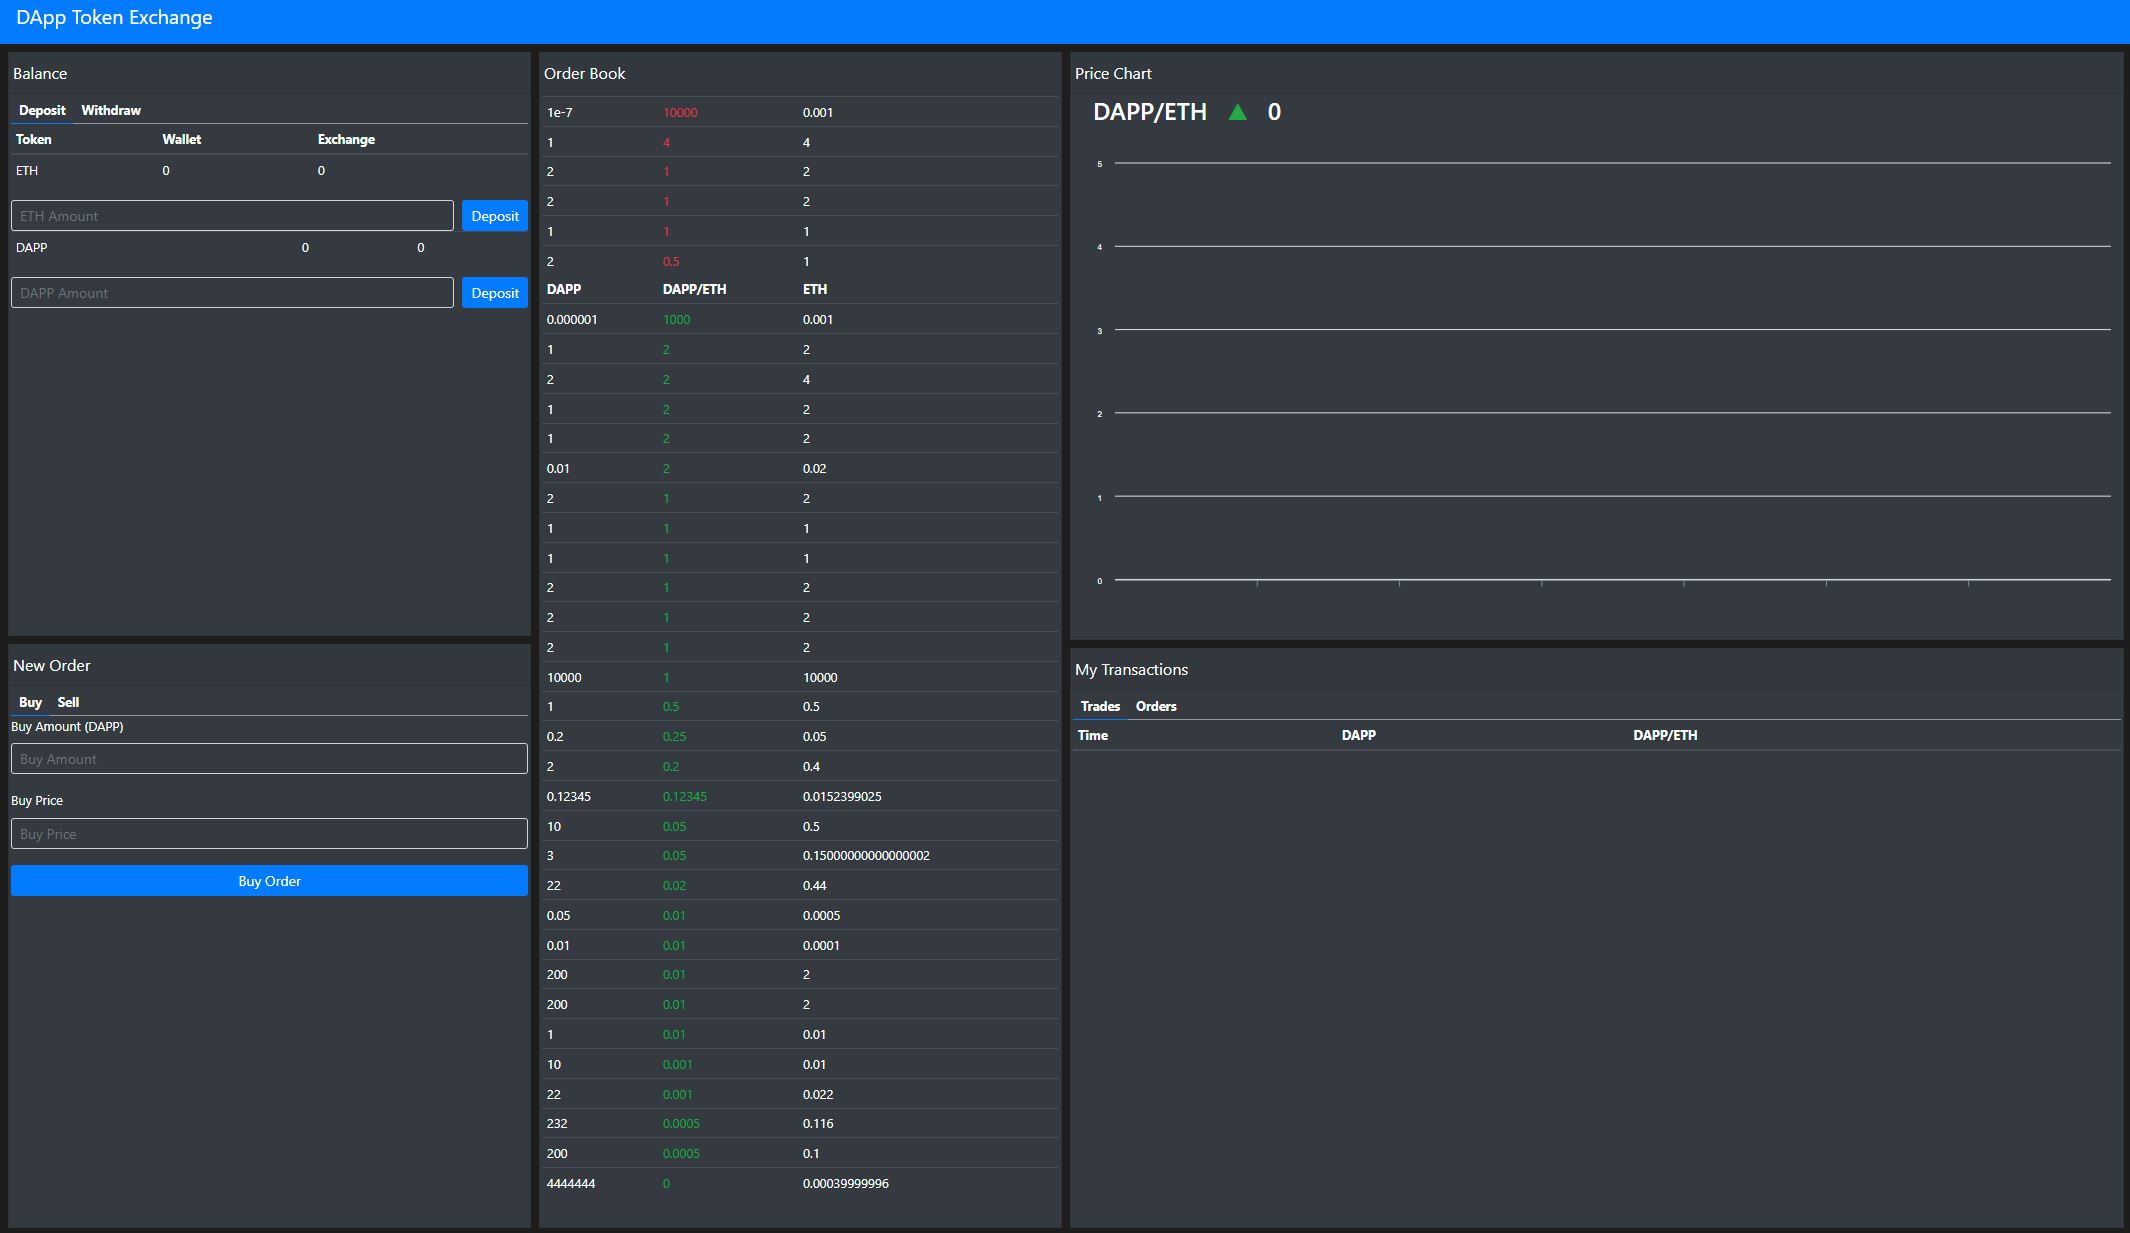 DApp Token Exchange
Balance
Deposit Withdraw
Token Wallet Exchange
ETH 0 0
ETH Amount Deposit
DAPP 0 0
DAPP Amount Deposit
New Order
Buy Sell
Buy Amount (DAPP)
Buy Amount
Buy Price
Buy Price
Buy Order
Order Book
1e-7 10000 0.001
1 4 4
2 1 2
2 1 2
1 1 1
2 0.5 1
DAPP DAPP/ETH ETH
0.000001 1000 0.001
1 2 2
2 2 4
1 2 2
1 2 2
0.01 2 0.02
2 1 2
1 1 1
1 1 1
2 1 2
2 1 2
2 1 2
10000 1 10000
1 0.5 0.5
0.2 0.25 0.05
2 0.2 0.4
0.12345 0.12345 0.0152399025
10 0.05 0.5
3 0.05 0.15000000000000002
22 0.02 0.44
0.05 0.01 0.0005
0.01 0.01 0.0001
200 0.01 2
200 0.01 2
1 0.01 0.01
10 0.001 0.01
22 0.001 0.022
232 0.0005 0.116
200 0.0005 0.1
4444444 0 0.00039999996
Price Chart
DAPP/ETH ▲ 0
5
4
3
2
1
0
My Transactions
Trades Orders
Time DAPP DAPP/ETH